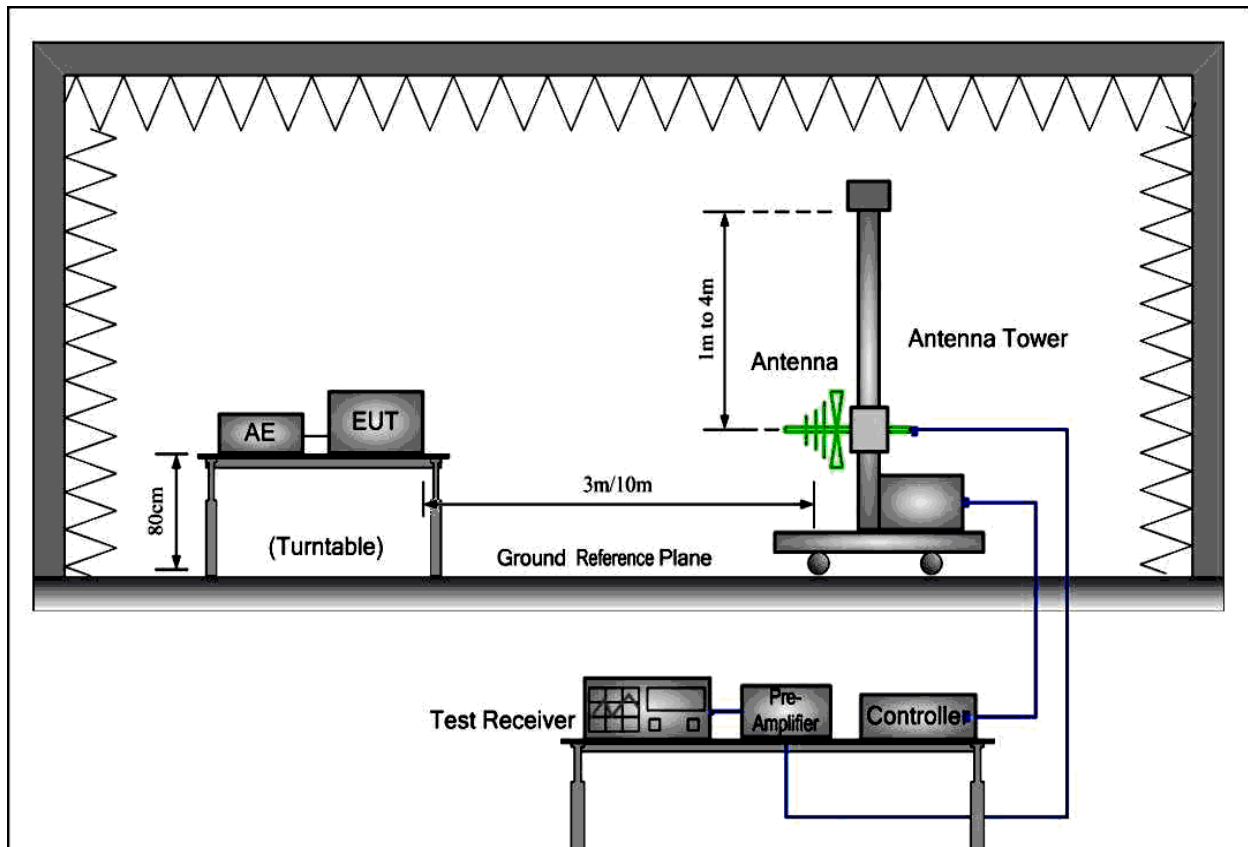 1m to 4m
Antenna Tower
Antenna
AE
EUT
80cm
3m/10m
(Turntable)
Ground Reference Plane
Test Receiver
Pre-
Amplifier
Controller